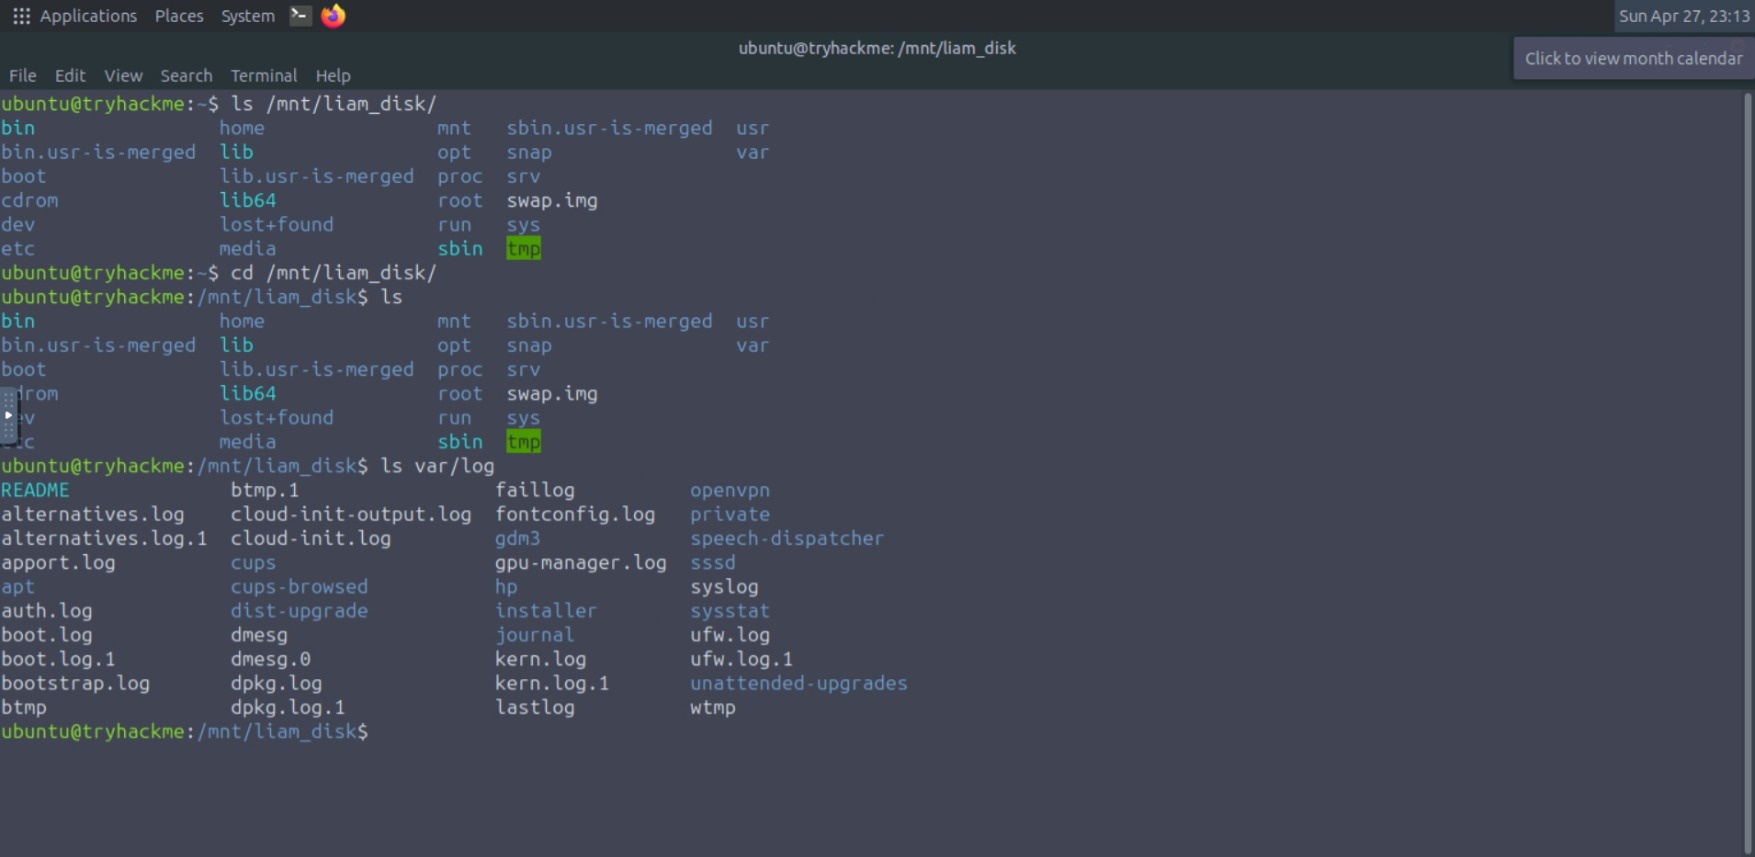 Applications Places System Sun Apr 27, 23:13
ubuntu@tryhackme: /mnt/liam_disk
Click to view month calendar
File Edit View Search Terminal Help
ubuntu@tryhackme:~$ ls /mnt/liam_disk/
bin home mnt sbin.usr-is-merged usr
bin.usr-is-merged lib opt snap var
boot lib.usr-is-merged proc srv
cdrom lib64 root swap.img
dev lost+found run sys
etc media sbin tmp
ubuntu@tryhackme:~$ cd /mnt/liam_disk/
ubuntu@tryhackme:/mnt/liam_disk$ ls
bin home mnt sbin.usr-is-merged usr
bin.usr-is-merged lib opt snap var
boot lib.usr-is-merged proc srv
drom lib64 root swap.img
ev lost+found run sys
tc media sbin tmp
ubuntu@tryhackme:/mnt/liam_disk$ ls var/log
README btmp.1 faillog openvpn
alternatives.log cloud-init-output.log fontconfig.log private
alternatives.log.1 cloud-init.log gdm3 speech-dispatcher
apport.log cups gpu-manager.log sssd
apt cups-browsed hp syslog
auth.log dist-upgrade installer sysstat
boot.log dmesg journal ufw.log
boot.log.1 dmesg.0 kern.log ufw.log.1
bootstrap.log dpkg.log kern.log.1 unattended-upgrades
btmp dpkg.log.1 lastlog wtmp
ubuntu@tryhackme:/mnt/liam_disk$